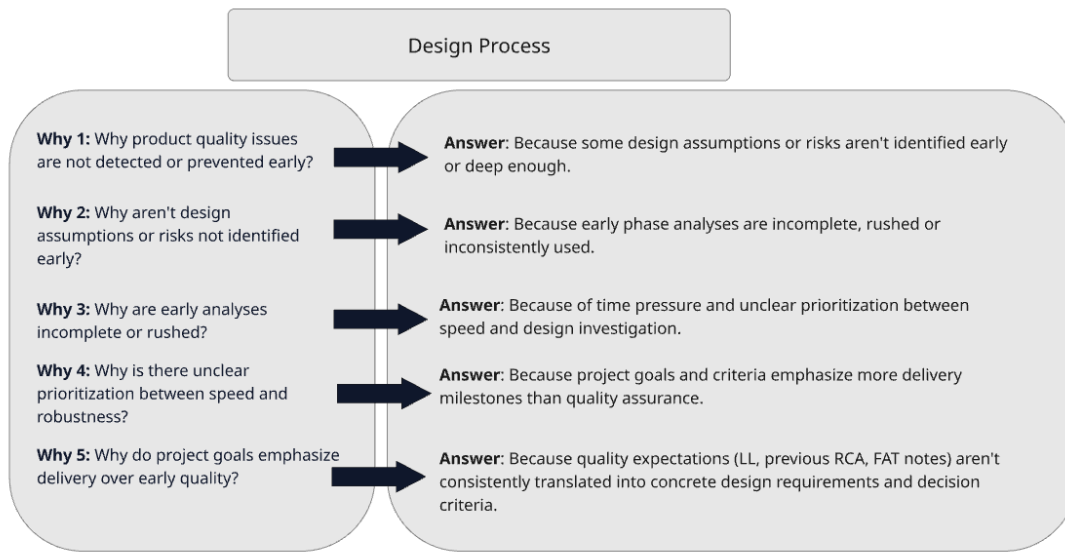 Design Process
Why 1: Why product quality issues
are not detected or prevented early?
Answer: Because some design assumptions or risks aren't identified early
or deep enough.
Why 2: Why aren't design
assumptions or risks not identified
early?
Answer: Because early phase analyses are incomplete, rushed or
inconsistently used.
Why 3: Why are early analyses
incomplete or rushed?
Answer: Because of time pressure and unclear prioritization between
speed and design investigation.
Why 4: Why is there unclear
prioritization between speed and
robustness?
Answer: Because project goals and criteria emphasize more delivery
milestones than quality assurance.
Why 5: Why do project goals emphasize
delivery over early quality?
Answer: Because quality expectations (LL, previous RCA, FAT notes) aren't
consistently translated into concrete design requirements and decision
criteria.